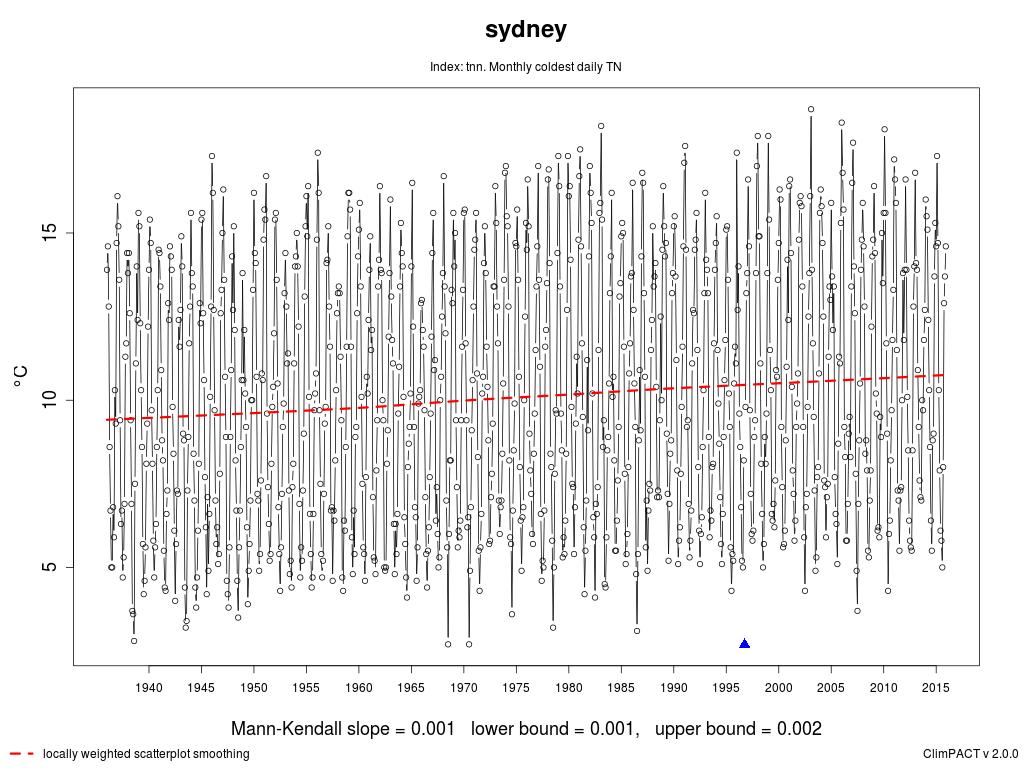 sydney
Index: tnn. Monthly coldest daily TN
°C
15
10
5
1940 1945 1950 1955 1960 1965 1970 1975 1980 1985 1990 1995 2000 2005 2010 2015
Mann-Kendall slope = 0.001 lower bound = 0.001, upper bound = 0.002
locally weighted scatterplot smoothing
ClimPACT v 2.0.0